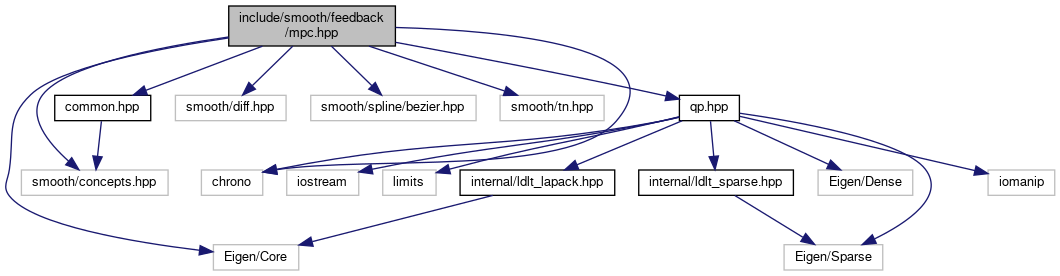 include/smooth/feedback
/mpc.hpp
common.hpp
smooth/diff.hpp
smooth/spline/bezier.hpp
smooth/tn.hpp
qp.hpp
smooth/concepts.hpp
chrono
iostream
limits
internal/ldlt_lapack.hpp
internal/ldlt_sparse.hpp
Eigen/Dense
iomanip
Eigen/Core
Eigen/Sparse